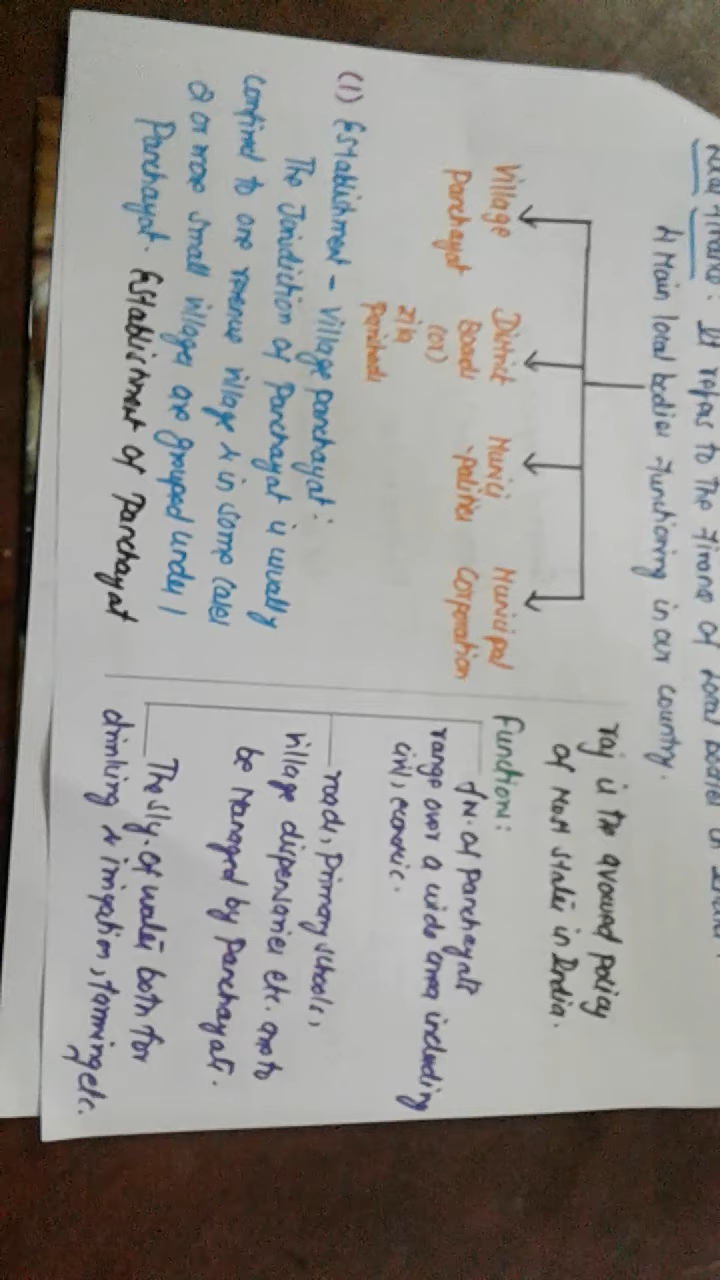 Finance: It refers to the finance of Local bodies in
4 Main local bodies functioning in our country.
Village Panchayat
District Board (or) Zila Parishad
Municipalities
Municipal Corporation
(1) Establishment - Village panchayat:
The Jurisdiction of Panchayat is usually
confined to one revenue village & in some cases
2 or more small villages are grouped under 1
Panchayat. Establishment of Panchayat
raj is the avowed policy
of Most States in India.
Function:
fN. of Panchayats
range over a wide area including
civil, economic.
roads, Primary schools,
village dispensaries etc. are to
be Managed by Panchayats.
The sly. of water both for
drinking & irrigation, farming etc.